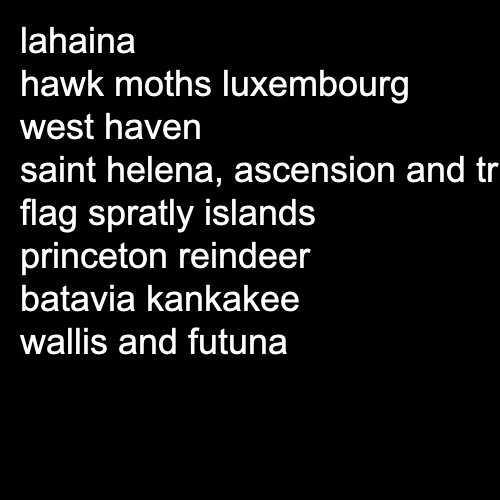 lahaina
hawk moths luxembourg
west haven
saint helena, ascension and tr
flag spratly islands
princeton reindeer
batavia kankakee
wallis and futuna